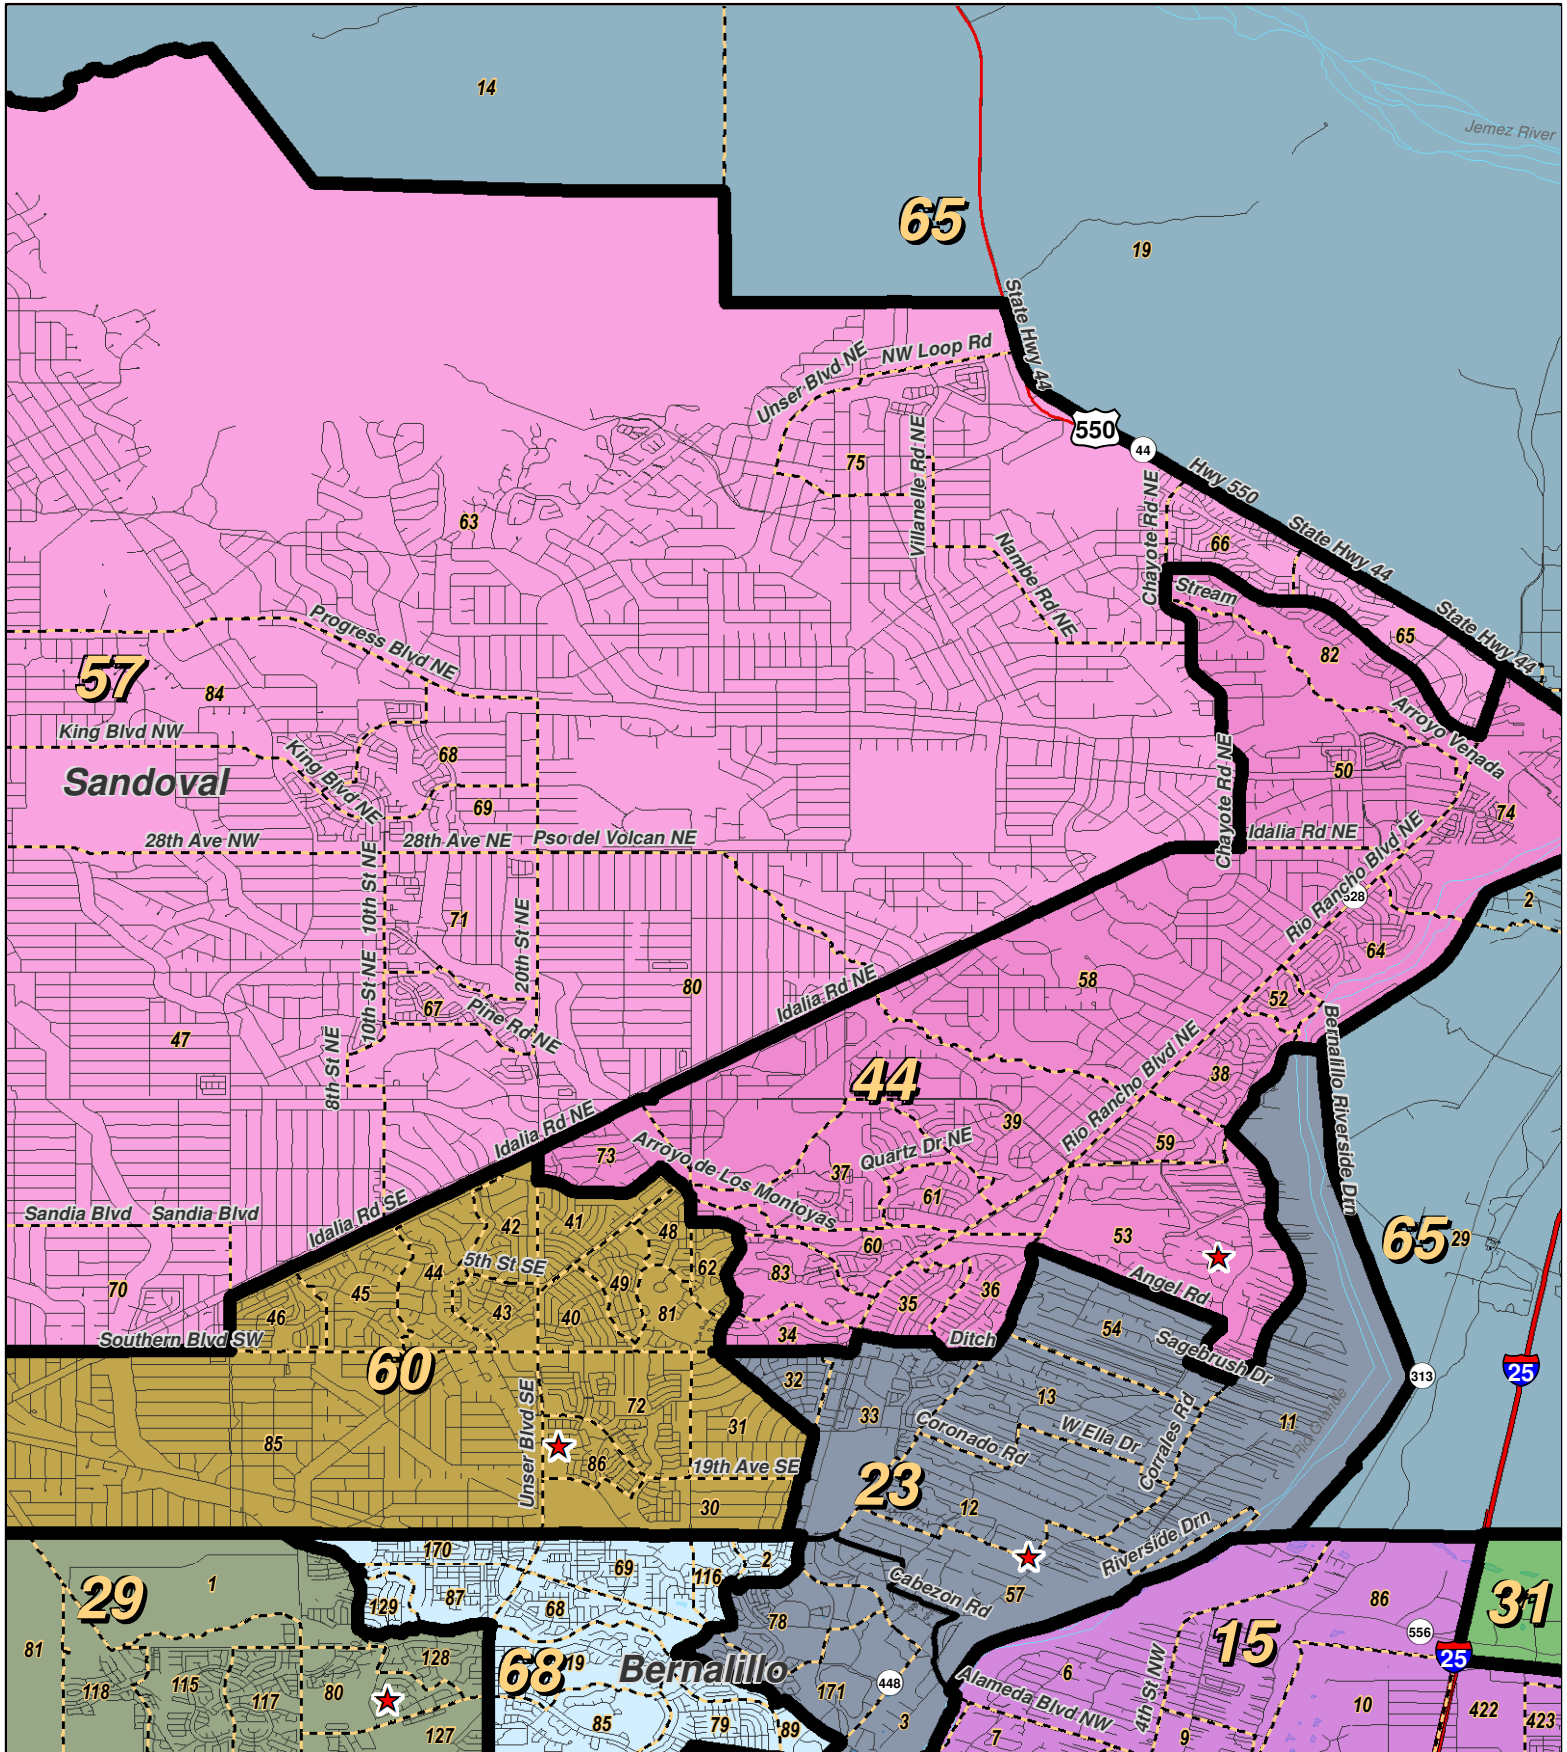 14
Jemez River
65
19
State Hwy 44
NW Loop Rd
Unser Blvd NE
550
44
Villanelle Rd NE
75
Hwy 550
Chayote Rd NE
63
66
State Hwy 44
Nambe Rd NE
Stream
Progress Blvd NE
State Hwy 44
65
82
57
84
Arroyo Venada
King Blvd NW
King Blvd NE
68
Chayote Rd NE
50
Sandoval
69
74
28th Ave NW
28th Ave NE
Pso del Volcan NE
Idalia Rd NE
10th St NE
Rio Rancho Blvd NE
528
2
71
20th St NE
64
10th St NE
80
Idalia Rd NE
58
52
67
Pine Rd NE
47
8th St NE
Bernalillo Riverside Drn
Rio Rancho Blvd NE
44
38
Idalia Rd NE
39
73
Arroyo de Los Montoyas
Quartz Dr NE
59
37
61
Sandia Blvd
Sandia Blvd
Idalia Rd SE
42
41
48
53
65
29
60
5th St SE
44
62
83
49
Angel Rd
70
45
46
43
40
81
35
36
34
Ditch
54
Southern Blvd SW
Sagebrush Dr
60
32
313
25
Unser Blvd SE
72
31
33
13
11
Coronado Rd
W Ella Dr
Corrales Rd
Rio Grande
85
86
19th Ave SE
23
30
12
Riverside Drn
170
69
2
116
29
1
129
87
68
Cabezon Rd
57
86
31
78
556
15
81
128
68
19
Bernalillo
25
118
115
117
80
171
448
6
Alameda Blvd NW
4th St NW
10
422
423
127
85
79
89
3
7
9